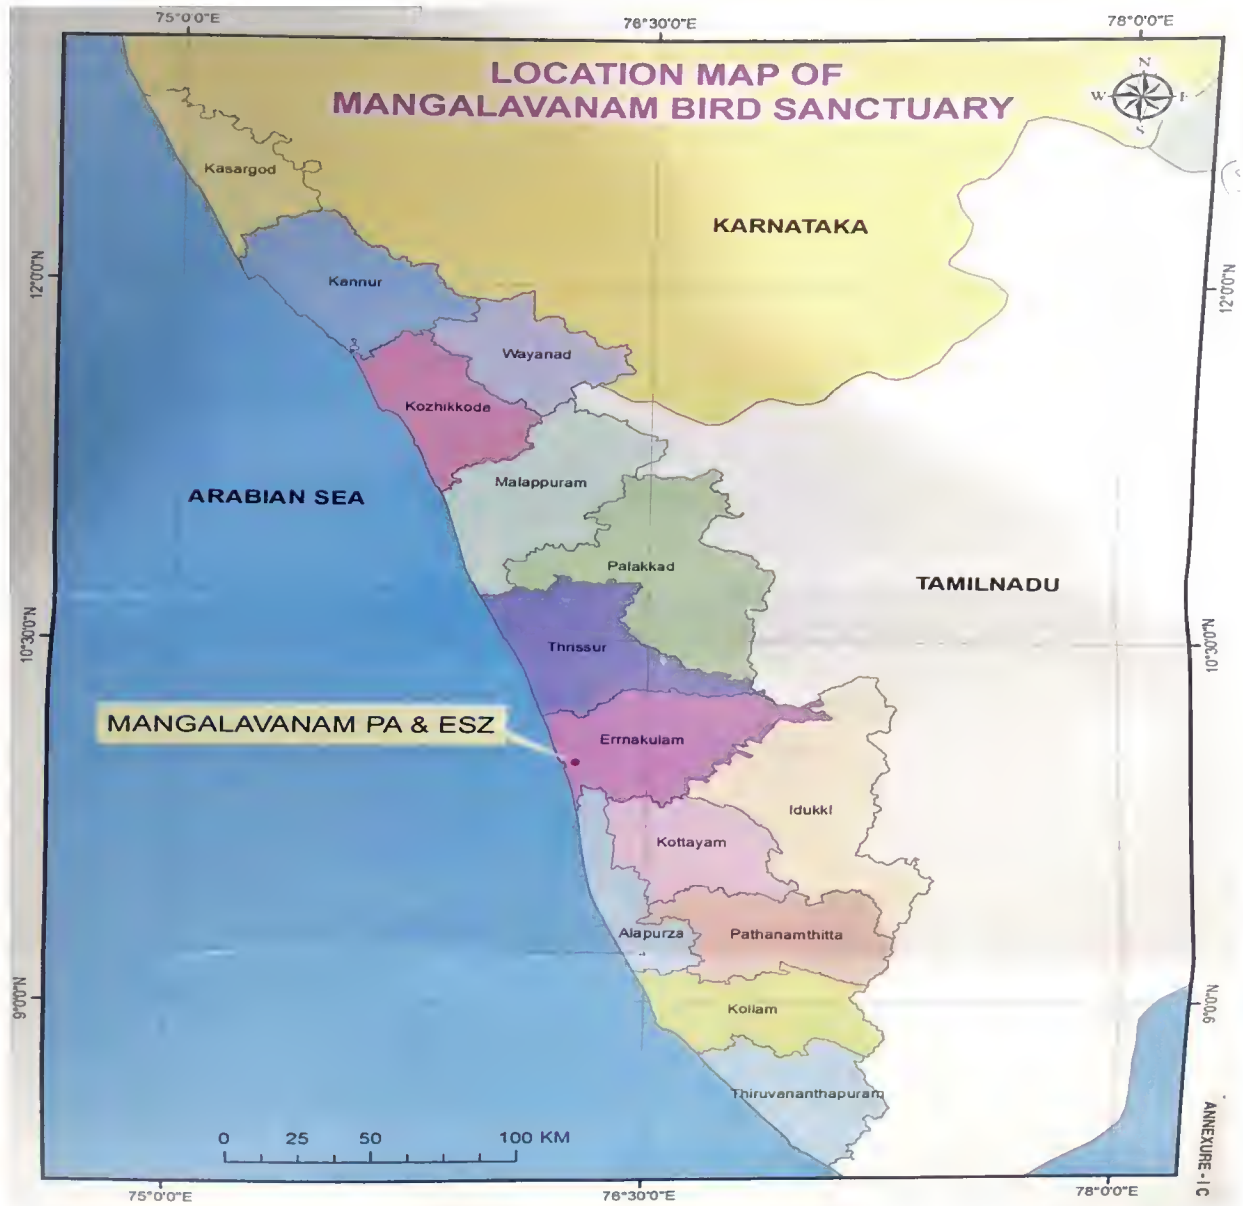 75°0'0"E
76°30'0"E
78°0'0"E
LOCATION MAP OF
MANGALAVANAM BIRD SANCTUARY
N
W
S
Kasargod
KARNATAKA
12°0'0"N
12°0'0"N
Kannur
Wayanad
Kozhikkode
Malappuram
ARABIAN SEA
Palakkad
TAMILNADU
10°30'0"N
10°30'0"N
Thrissur
MANGALAVANAM PA & ESZ
Errnakulam
Idukki
Kottayam
Alapurza
Pathanamthitta
9°0'0"N
9°0'0"N
Kollam
Thiruvananthapuram
0 25 50 100 KM
ANNEXURE-I C
75°0'0"E
76°30'0"E
78°0'0"E